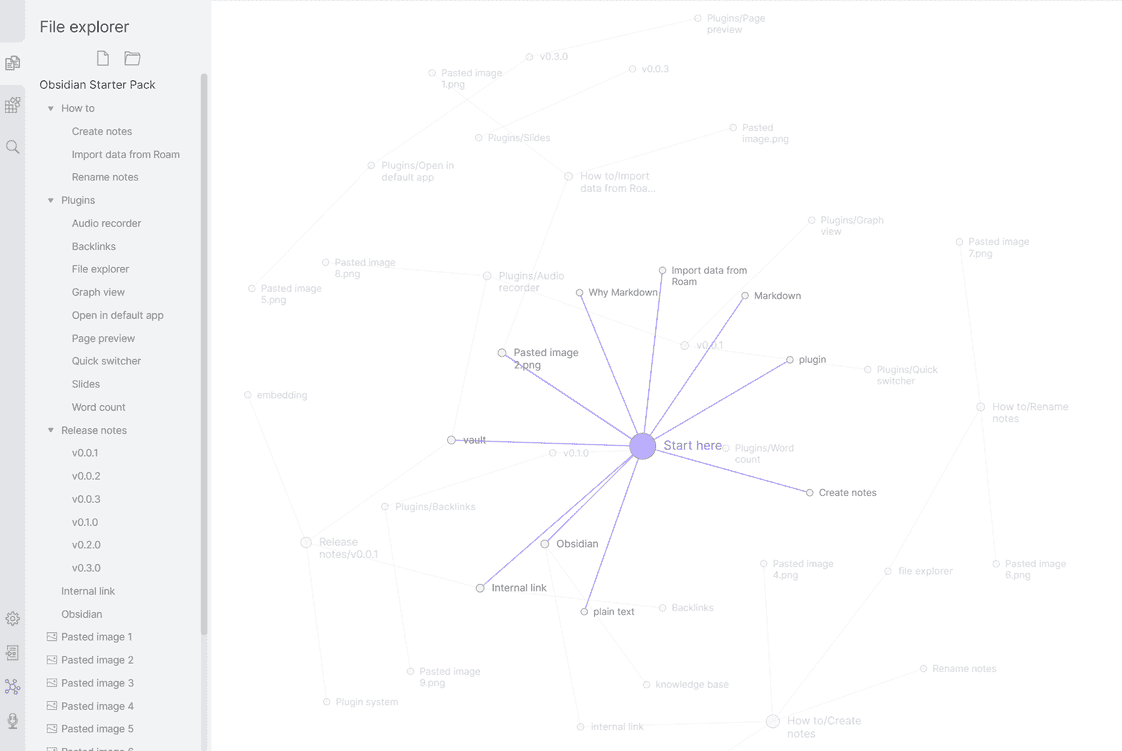 File explorer
Obsidian Starter Pack
How to
Create notes
Import data from Roam
Rename notes
Plugins
Audio recorder
Backlinks
File explorer
Graph view
Open in default app
Page preview
Quick switcher
Slides
Word count
Release notes
v0.0.1
v0.0.2
v0.0.3
v0.1.0
v0.2.0
v0.3.0
Internal link
Obsidian
Pasted image 1
Pasted image 2
Pasted image 3
Pasted image 4
Pasted image 5
Plugins/Page
preview
v0.3.0
v0.0.3
Pasted image
1.png
Pasted
image.png
Plugins/Slides
Plugins/Open in
default app
How to/Import
data from Roa...
Plugins/Graph
view
Pasted image
7.png
Pasted image
8.png
Plugins/Audio
recorder
Import data from
Roam
Pasted image
5.png
Why Markdown
Markdown
v0.0.1
Pasted image
2.png
plugin
Plugins/Quick
switcher
embedding
How to/Rename
notes
vault
Start here
v0.1.0
Plugins/Word
count
Create notes
Plugins/Backlinks
Release
notes/v0.0.1
Obsidian
Pasted image
4.png
file explorer
Pasted image
6.png
Internal link
plain text
Backlinks
Pasted image
9.png
Rename notes
knowledge base
Plugin system
internal link
How to/Create
notes